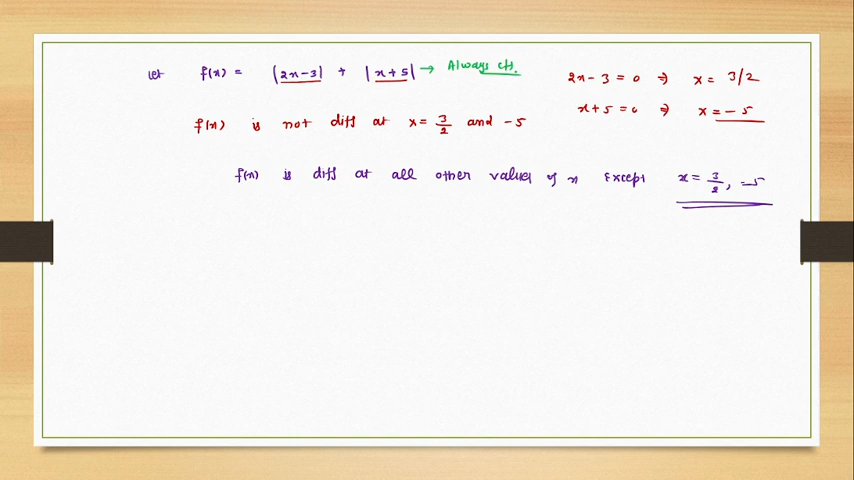 Let f(x) = |2x-3| + |x+5| → Always cts.
2x - 3 = 0 ⇒ x = 3/2
x+5 = 0 ⇒ x = -5
f(x) is not diff at x = 3/2 and -5
f(x) is diff at all other values of x Except x = 3/2, -5